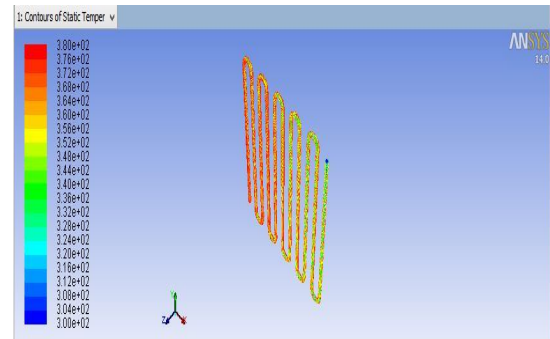 1: Contours of Static Temper
ANSYS
14.0
3.80e+02
3.76e+02
3.72e+02
3.68e+02
3.64e+02
3.60e+02
3.56e+02
3.52e+02
3.48e+02
3.44e+02
3.40e+02
3.36e+02
3.32e+02
3.28e+02
3.24e+02
3.20e+02
3.16e+02
3.12e+02
3.08e+02
3.04e+02
3.00e+02
Y
Z
X